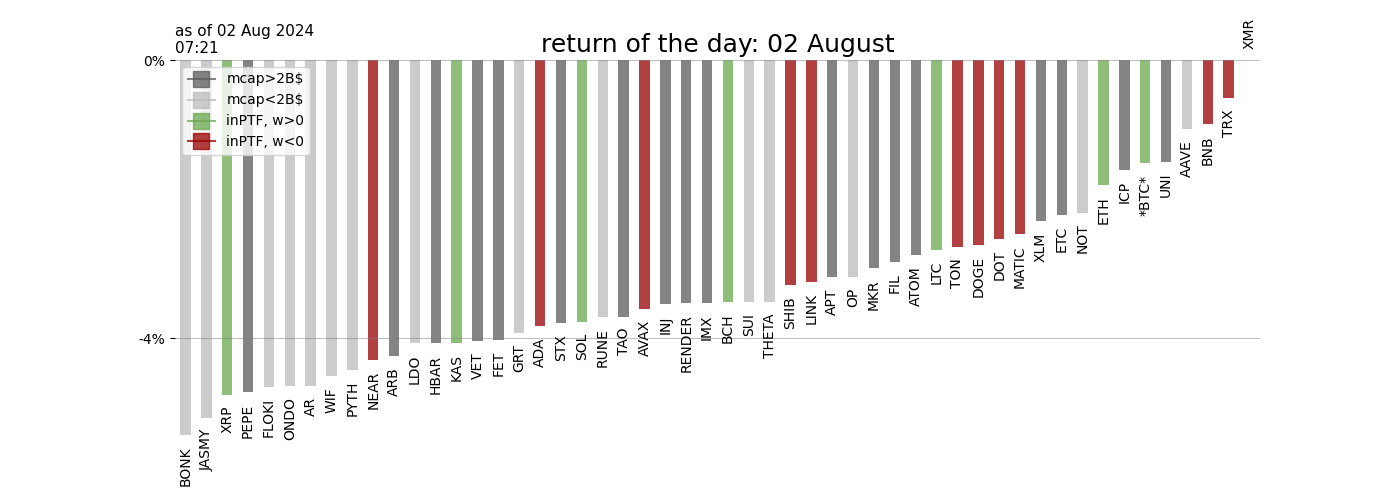 as of 02 Aug 2024
07:21
return of the day: 02 August
XMR
0%
mcap>2B$
mcap<2B$
inPTF, w>0
inPTF, w<0
-4%
BONK
JASMY
XRP
PEPE
FLOKI
ONDO
AR
WIF
PYTH
NEAR
ARB
LDO
HBAR
KAS
VET
FET
GRT
ADA
STX
SOL
RUNE
TAO
AVAX
INJ
RENDER
IMX
BCH
SUI
THETA
SHIB
LINK
APT
OP
MKR
FIL
ATOM
LTC
TON
DOGE
DOT
MATIC
XLM
ETC
NOT
ETH
ICP
*BTC*
UNI
AAVE
BNB
TRX